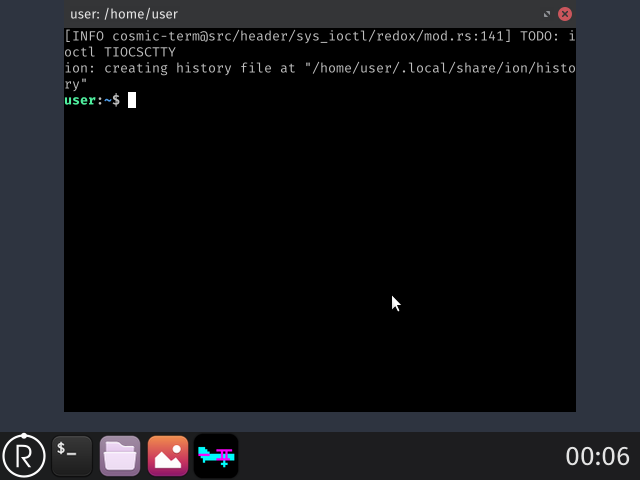 user: /home/user
[INFO cosmic-term@src/header/sys_ioctl/redox/mod.rs:141] TODO: i
octl TIOCSCTTY
ion: creating history file at "/home/user/.local/share/ion/histo
ry"
user:~$
$_
00:06